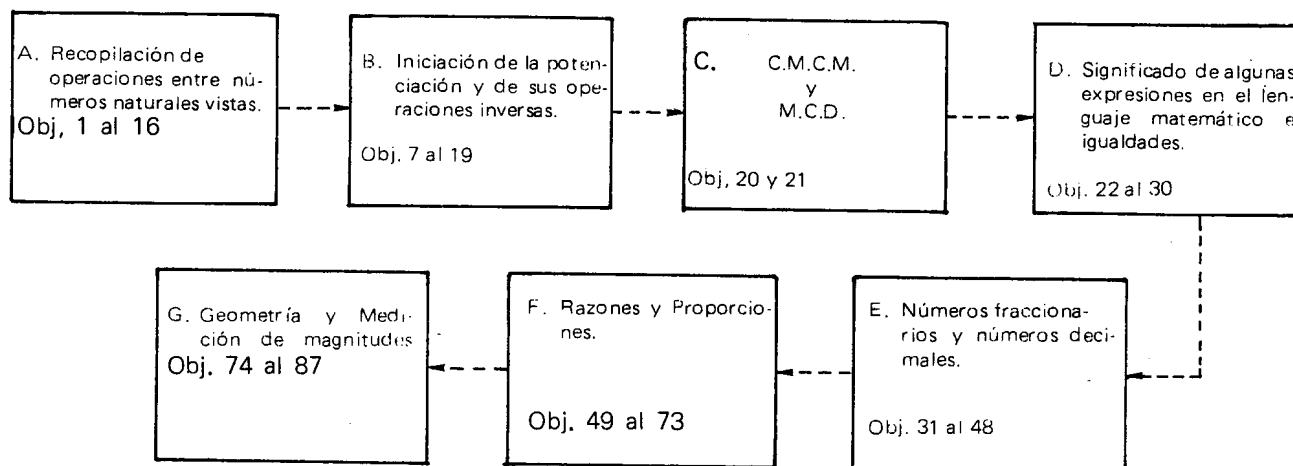 A. Recopilación de
operaciones entre nú-
meros naturales vistas.
Obj, 1 al 16
B. Iniciación de la poten-
ciación y de sus ope-
raciones inversas.
Obj. 7 al 19
C. C.M.C.M.
y
M.C.D.
Obj, 20 y 21
D. Significado de algunas
expresiones en el len-
guaje matemático e
igualdades.
Obj. 22 al 30
G. Geometría y Medi-
ción de magnitudes
Obj. 74 al 87
F. Razones y Proporcio-
nes.
Obj. 49 al 73
E. Números fracciona-
rios y números deci-
males.
Obj. 31 al 48